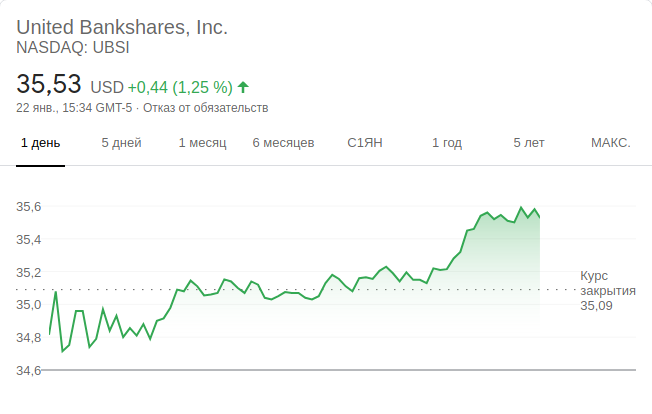 United Bankshares, Inc.
NASDAQ: UBSI
35,53 USD +0,44 (1,25 %)
22 янв., 15:34 GMT-5 · Отказ от обязательств
1 день 5 дней 1 месяц 6 месяцев С1ЯН 1 год 5 лет МАКС.
35,6
35,4
35,2
35,0
34,8
34,6
Курс
закрытия
35,09